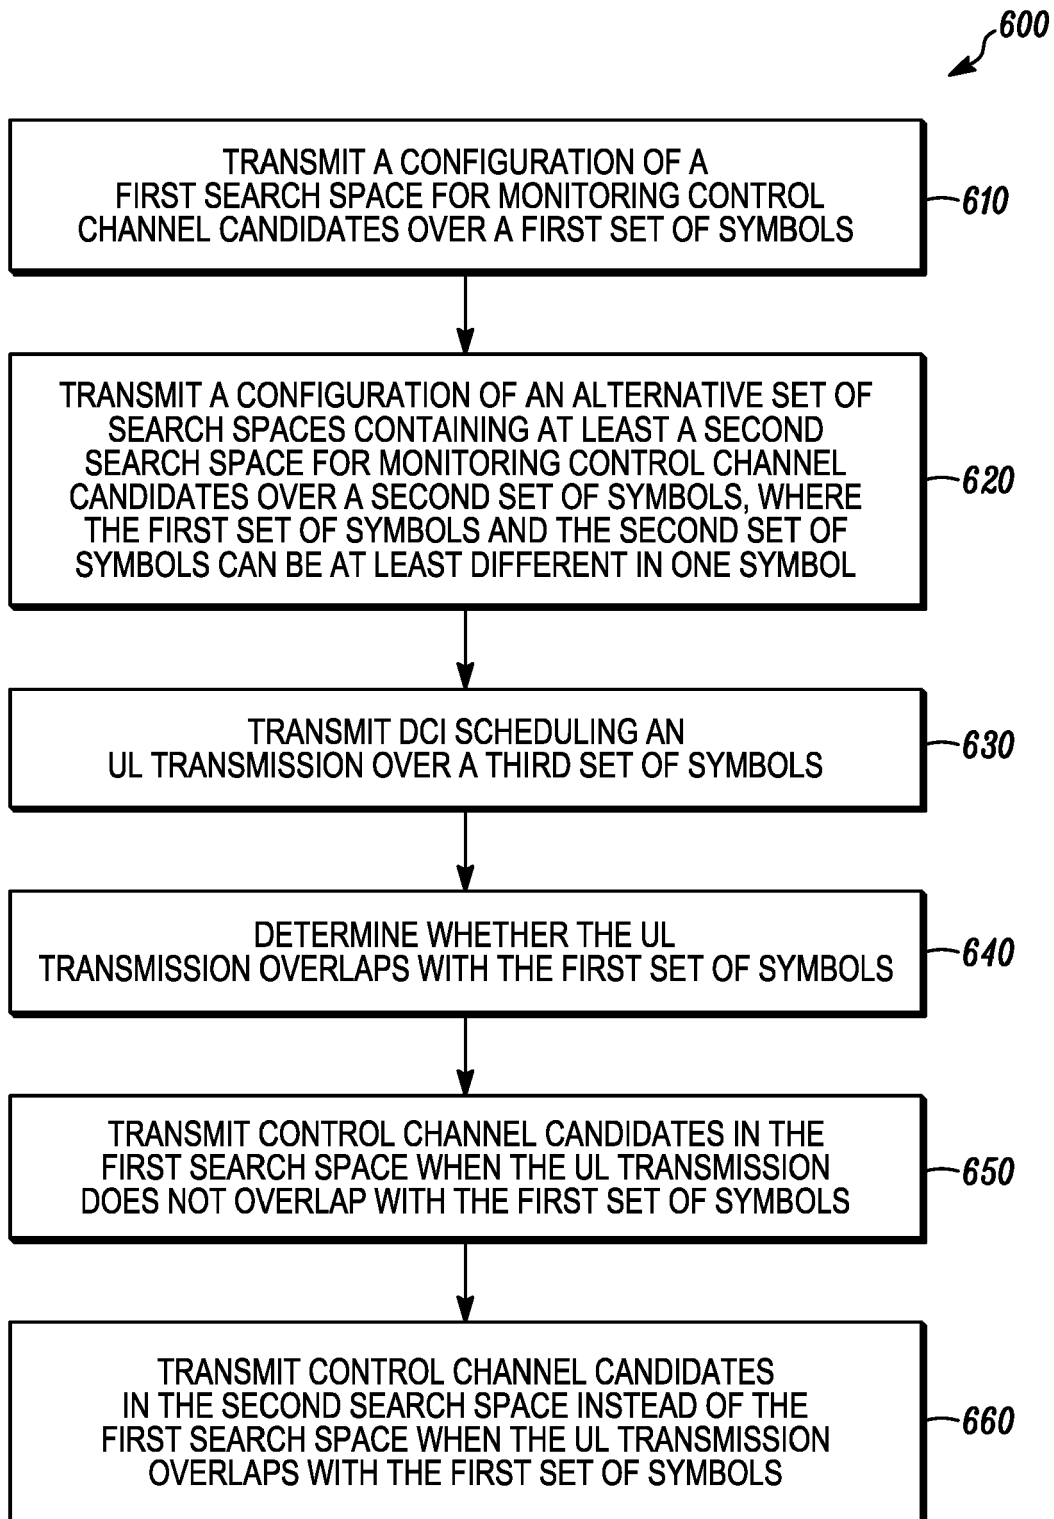 600
TRANSMIT A CONFIGURATION OF A
FIRST SEARCH SPACE FOR MONITORING CONTROL
CHANNEL CANDIDATES OVER A FIRST SET OF SYMBOLS
610
TRANSMIT A CONFIGURATION OF AN ALTERNATIVE SET OF
SEARCH SPACES CONTAINING AT LEAST A SECOND
SEARCH SPACE FOR MONITORING CONTROL CHANNEL
CANDIDATES OVER A SECOND SET OF SYMBOLS, WHERE
THE FIRST SET OF SYMBOLS AND THE SECOND SET OF
SYMBOLS CAN BE AT LEAST DIFFERENT IN ONE SYMBOL
620
TRANSMIT DCI SCHEDULING AN
UL TRANSMISSION OVER A THIRD SET OF SYMBOLS
630
DETERMINE WHETHER THE UL
TRANSMISSION OVERLAPS WITH THE FIRST SET OF SYMBOLS
640
TRANSMIT CONTROL CHANNEL CANDIDATES IN THE
FIRST SEARCH SPACE WHEN THE UL TRANSMISSION
DOES NOT OVERLAP WITH THE FIRST SET OF SYMBOLS
650
TRANSMIT CONTROL CHANNEL CANDIDATES
IN THE SECOND SEARCH SPACE INSTEAD OF THE
FIRST SEARCH SPACE WHEN THE UL TRANSMISSION
OVERLAPS WITH THE FIRST SET OF SYMBOLS
660